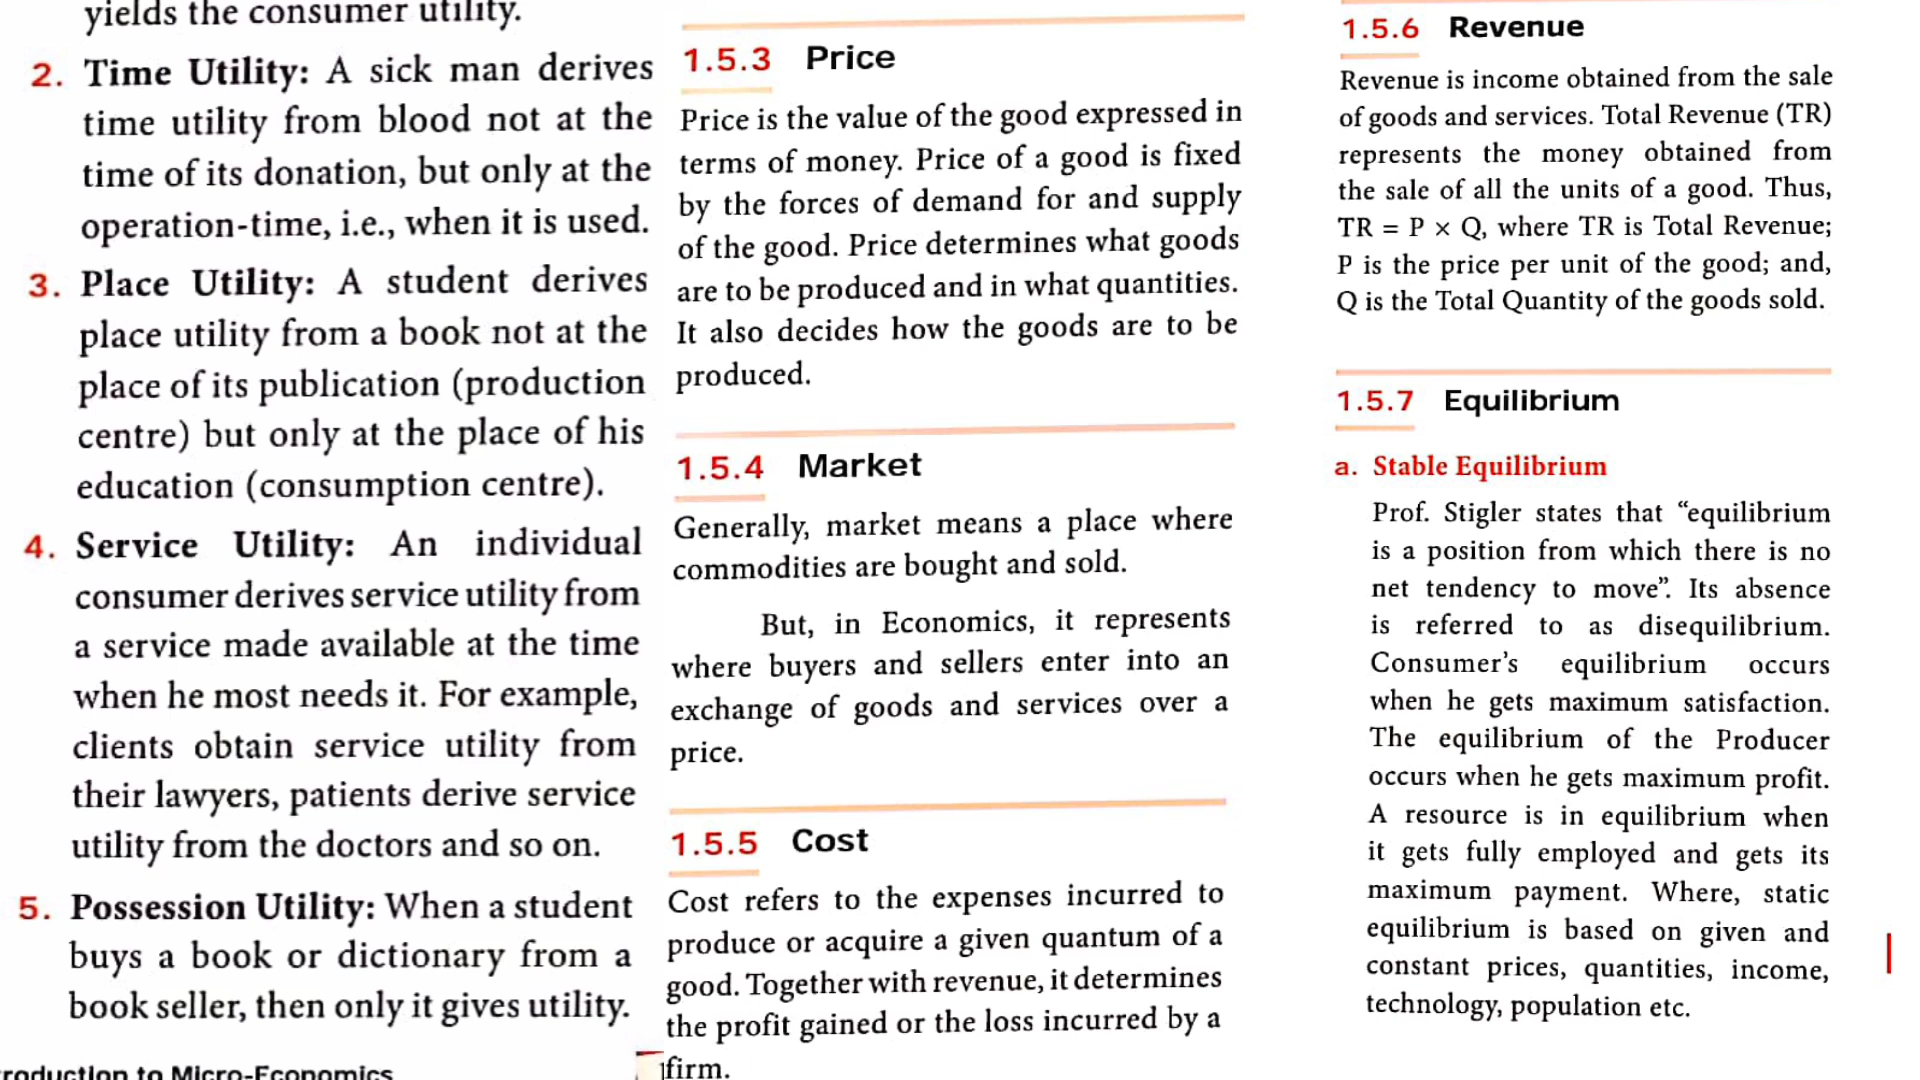 yields the consumer utility.
2. Time Utility: A sick man derives
time utility from blood not at the
time of its donation, but only at the
operation-time, i.e., when it is used.
3. Place Utility: A student derives
place utility from a book not at the
place of its publication (production
centre) but only at the place of his
education (consumption centre).
4. Service Utility: An individual
consumer derives service utility from
a service made available at the time
when he most needs it. For example,
clients obtain service utility from
their lawyers, patients derive service
utility from the doctors and so on.
5. Possession Utility: When a student
buys a book or dictionary from a
book seller, then only it gives utility.
roduction to Micro-Economics
1.5.3 Price
Price is the value of the good expressed in
terms of money. Price of a good is fixed
by the forces of demand for and supply
of the good. Price determines what goods
are to be produced and in what quantities.
It also decides how the goods are to be
produced.
1.5.4 Market
Generally, market means a place where
commodities are bought and sold.
But, in Economics, it represents
where buyers and sellers enter into an
exchange of goods and services over a
price.
1.5.5 Cost
Cost refers to the expenses incurred to
produce or acquire a given quantum of a
good. Together with revenue, it determines
the profit gained or the loss incurred by a
firm.
1.5.6 Revenue
Revenue is income obtained from the sale
of goods and services. Total Revenue (TR)
represents the money obtained from
the sale of all the units of a good. Thus,
TR = P × Q, where TR is Total Revenue;
P is the price per unit of the good; and,
Q is the Total Quantity of the goods sold.
1.5.7 Equilibrium
a. Stable Equilibrium
Prof. Stigler states that “equilibrium
is a position from which there is no
net tendency to move”. Its absence
is referred to as disequilibrium.
Consumer’s equilibrium occurs
when he gets maximum satisfaction.
The equilibrium of the Producer
occurs when he gets maximum profit.
A resource is in equilibrium when
it gets fully employed and gets its
maximum payment. Where, static
equilibrium is based on given and
constant prices, quantities, income,
technology, population etc.